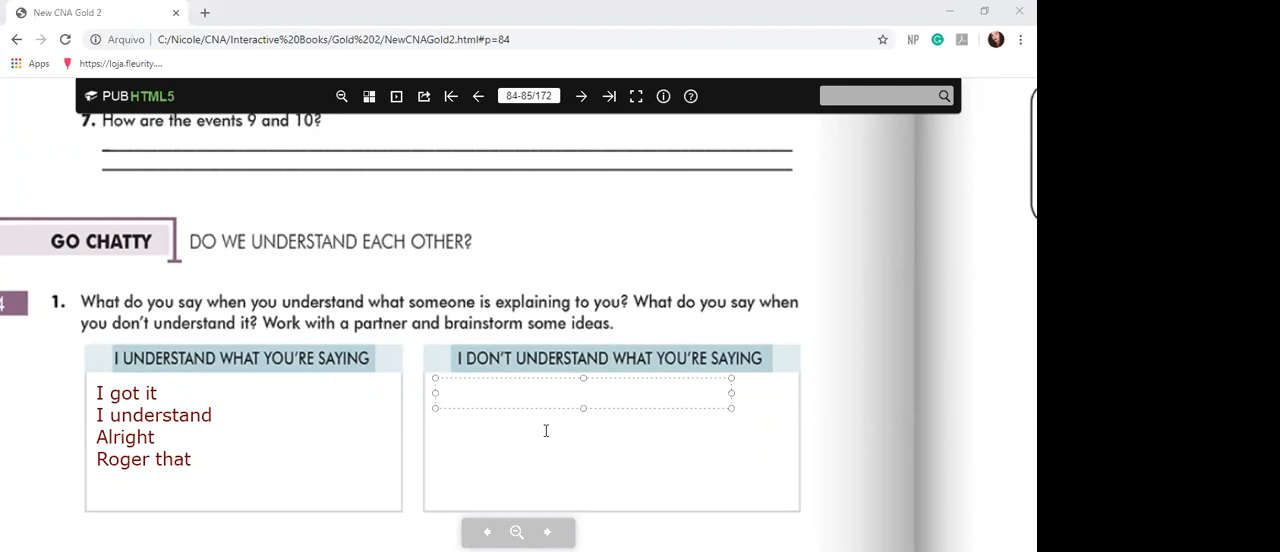 New CNA Gold 2
Arquivo
C:/Nicole/CNA/Interactive%20Books/Gold%202/NewCNAGold2.html#p=84
NP
Apps
https://loja.fleurity....
PUBHTML5
84-85/172
7. How are the events 9 and 10?
GO CHATTY
DO WE UNDERSTAND EACH OTHER?
4
1. What do you say when you understand what someone is explaining to you? What do you say when
you don't understand it? Work with a partner and brainstorm some ideas.
I UNDERSTAND WHAT YOU'RE SAYING
I got it
I understand
Alright
Roger that
I DON'T UNDERSTAND WHAT YOU'RE SAYING